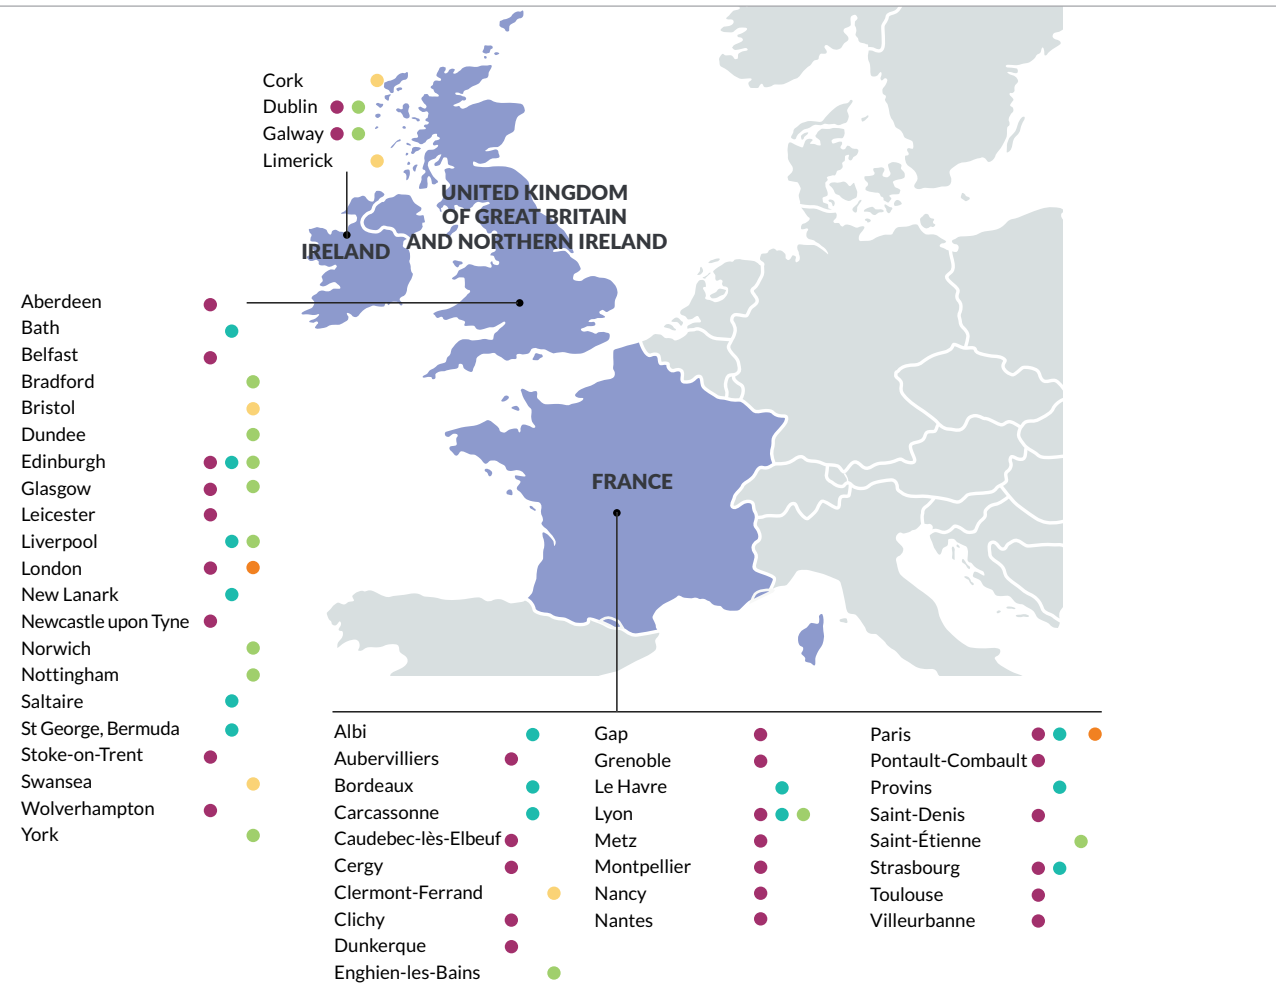 Cork
Dublin
Galway
Limerick
UNITED KINGDOM
OF GREAT BRITAIN
AND NORTHERN IRELAND
IRELAND
Aberdeen
Bath
Belfast
Bradford
Bristol
Dundee
Edinburgh
Glasgow
Leicester
Liverpool
London
New Lanark
Newcastle upon Tyne
Norwich
Nottingham
Saltaire
St George, Bermuda
Stoke-on-Trent
Swansea
Wolverhampton
York
FRANCE
Albi
Aubervilliers
Bordeaux
Carcassonne
Caudebec-lès-Elbeuf
Cergy
Clermont-Ferrand
Clichy
Dunkerque
Enghien-les-Bains
Gap
Grenoble
Le Havre
Lyon
Metz
Montpellier
Nancy
Nantes
Paris
Pontault-Combault
Provins
Saint-Denis
Saint-Étienne
Strasbourg
Toulouse
Villeurbanne